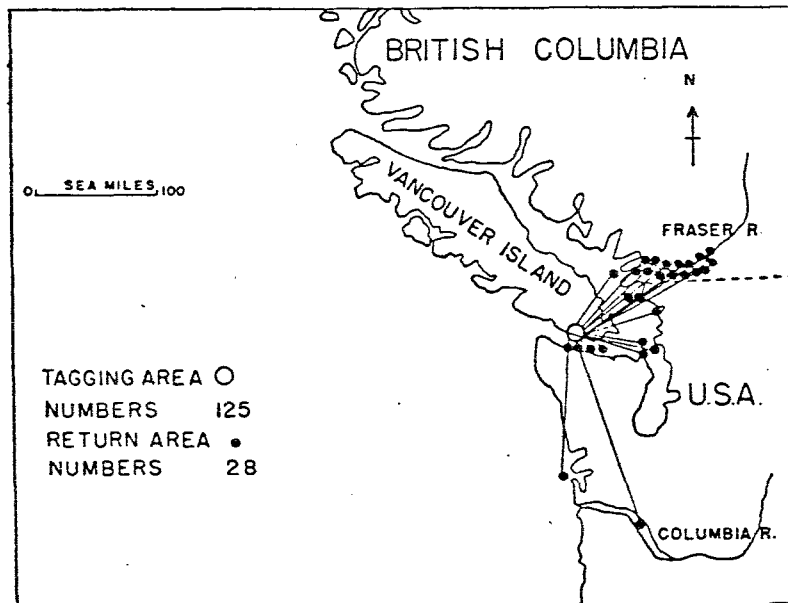 BRITISH COLUMBIA
N
0 SEA MILES 100
VANCOUVER ISLAND
FRASER R.
TAGGING AREA O
NUMBERS 125
U.S.A.
RETURN AREA •
NUMBERS 28
COLUMBIA R.